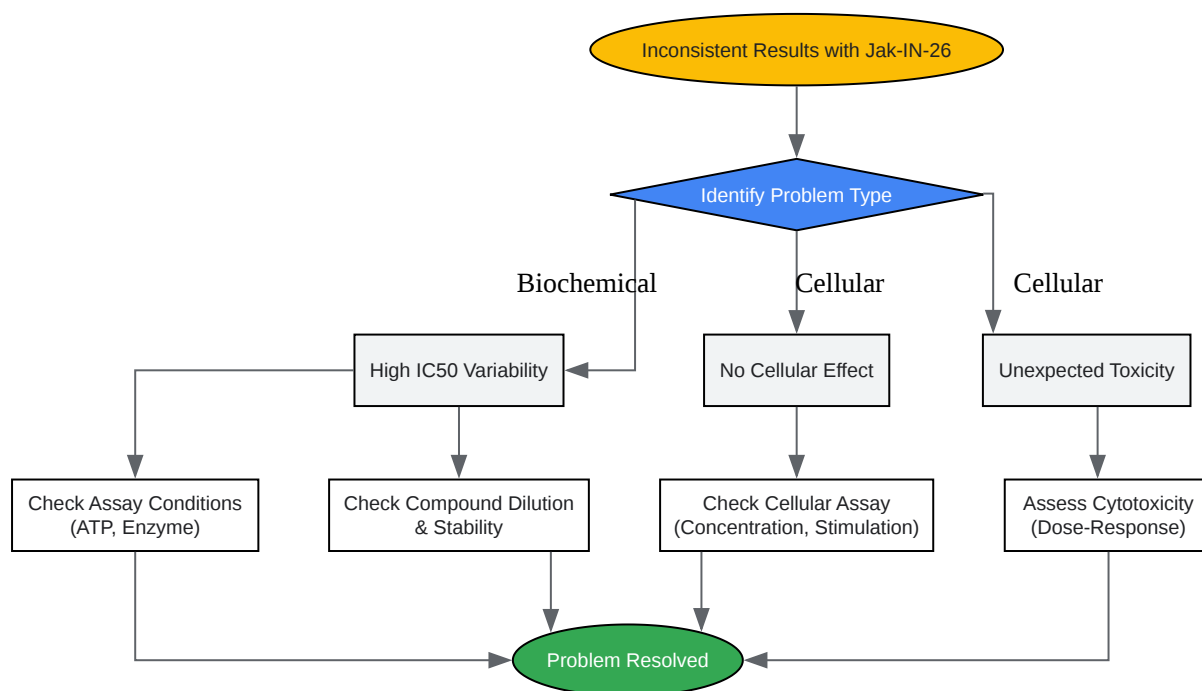 Inconsistent Results with Jak-IN-26
Identify Problem Type
Biochemical
Cellular
Cellular
High IC50 Variability
No Cellular Effect
Unexpected Toxicity
Check Assay Conditions
(ATP, Enzyme)
Check Compound Dilution
& Stability
Check Cellular Assay
(Concentration, Stimulation)
Assess Cytotoxicity
(Dose-Response)
Problem Resolved